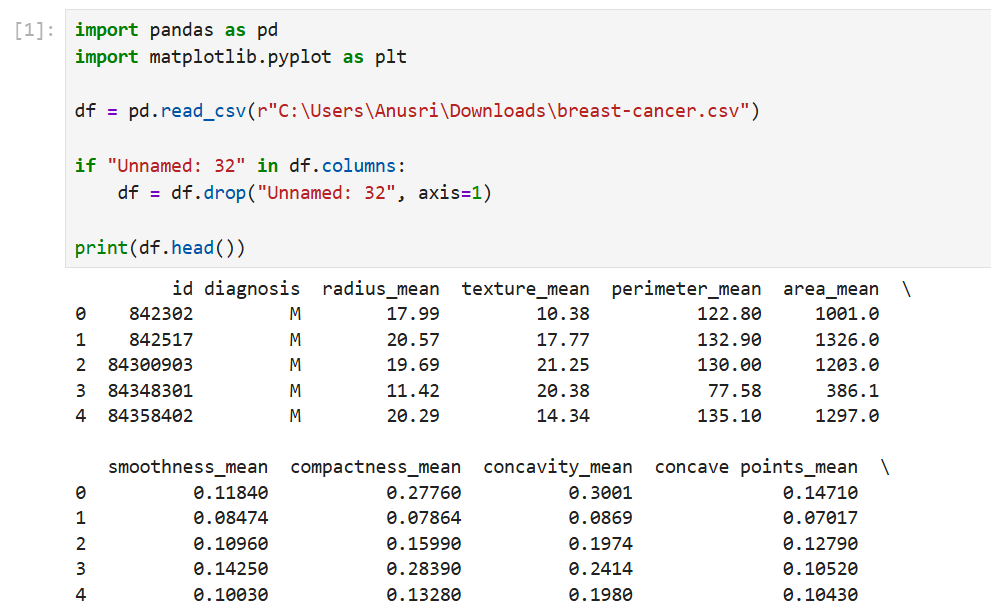 [1]: import pandas as pd
import matplotlib.pyplot as plt
df = pd.read_csv(r"C:\Users\Anusri\Downloads\breast-cancer.csv")
if "Unnamed: 32" in df.columns:
    df = df.drop("Unnamed: 32", axis=1)
print(df.head())
         id diagnosis  radius_mean  texture_mean  perimeter_mean  area_mean  \
0    842302         M        17.99         10.38          122.80     1001.0
1    842517         M        20.57         17.77          132.90     1326.0
2  84300903         M        19.69         21.25          130.00     1203.0
3  84348301         M        11.42         20.38           77.58      386.1
4  84358402         M        20.29         14.34          135.10     1297.0
   smoothness_mean  compactness_mean  concavity_mean  concave points_mean  \
0          0.11840           0.27760          0.3001              0.14710
1          0.08474           0.07864          0.0869              0.07017
2          0.10960           0.15990          0.1974              0.12790
3          0.14250           0.28390          0.2414              0.10520
4          0.10030           0.13280          0.1980              0.10430